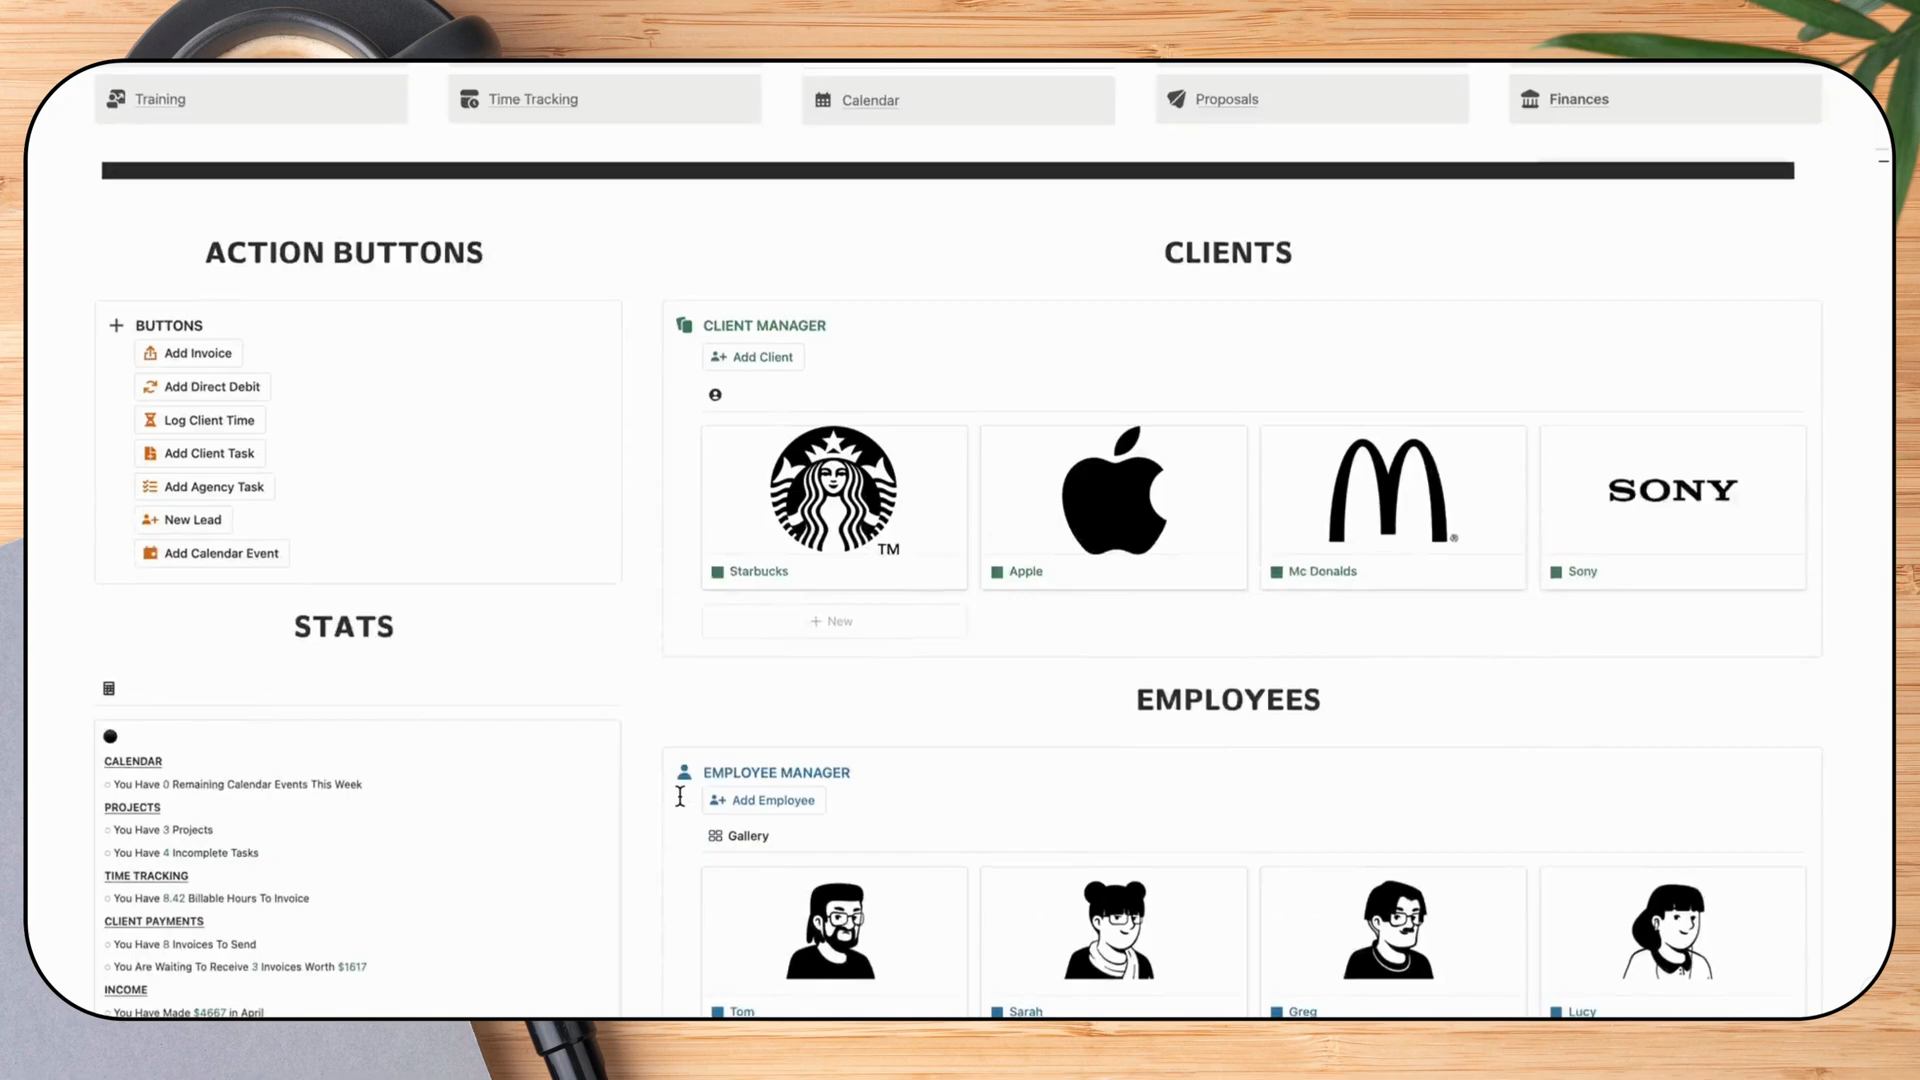 Training
Time Tracking
Calendar
Proposals
Finances
ACTION BUTTONS
BUTTONS
Add Invoice
Add Direct Debit
Log Client Time
Add Client Task
Add Agency Task
New Lead
Add Calendar Event
STATS
CALENDAR
You Have 0 Remaining Calendar Events This Week
PROJECTS
You Have 3 Projects
You Have 4 Incomplete Tasks
TIME TRACKING
You Have 8.42 Billable Hours To Invoice
CLIENT PAYMENTS
You Have 8 Invoices To Send
You Are Waiting To Receive 3 Invoices Worth $1617
INCOME
You Have Made $4667 in April
CLIENTS
CLIENT MANAGER
Add Client
TM
SONY
Starbucks
Apple
Mc Donalds
Sony
+ New
EMPLOYEES
EMPLOYEE MANAGER
Add Employee
Gallery
Tom
Sarah
Greg
Lucy